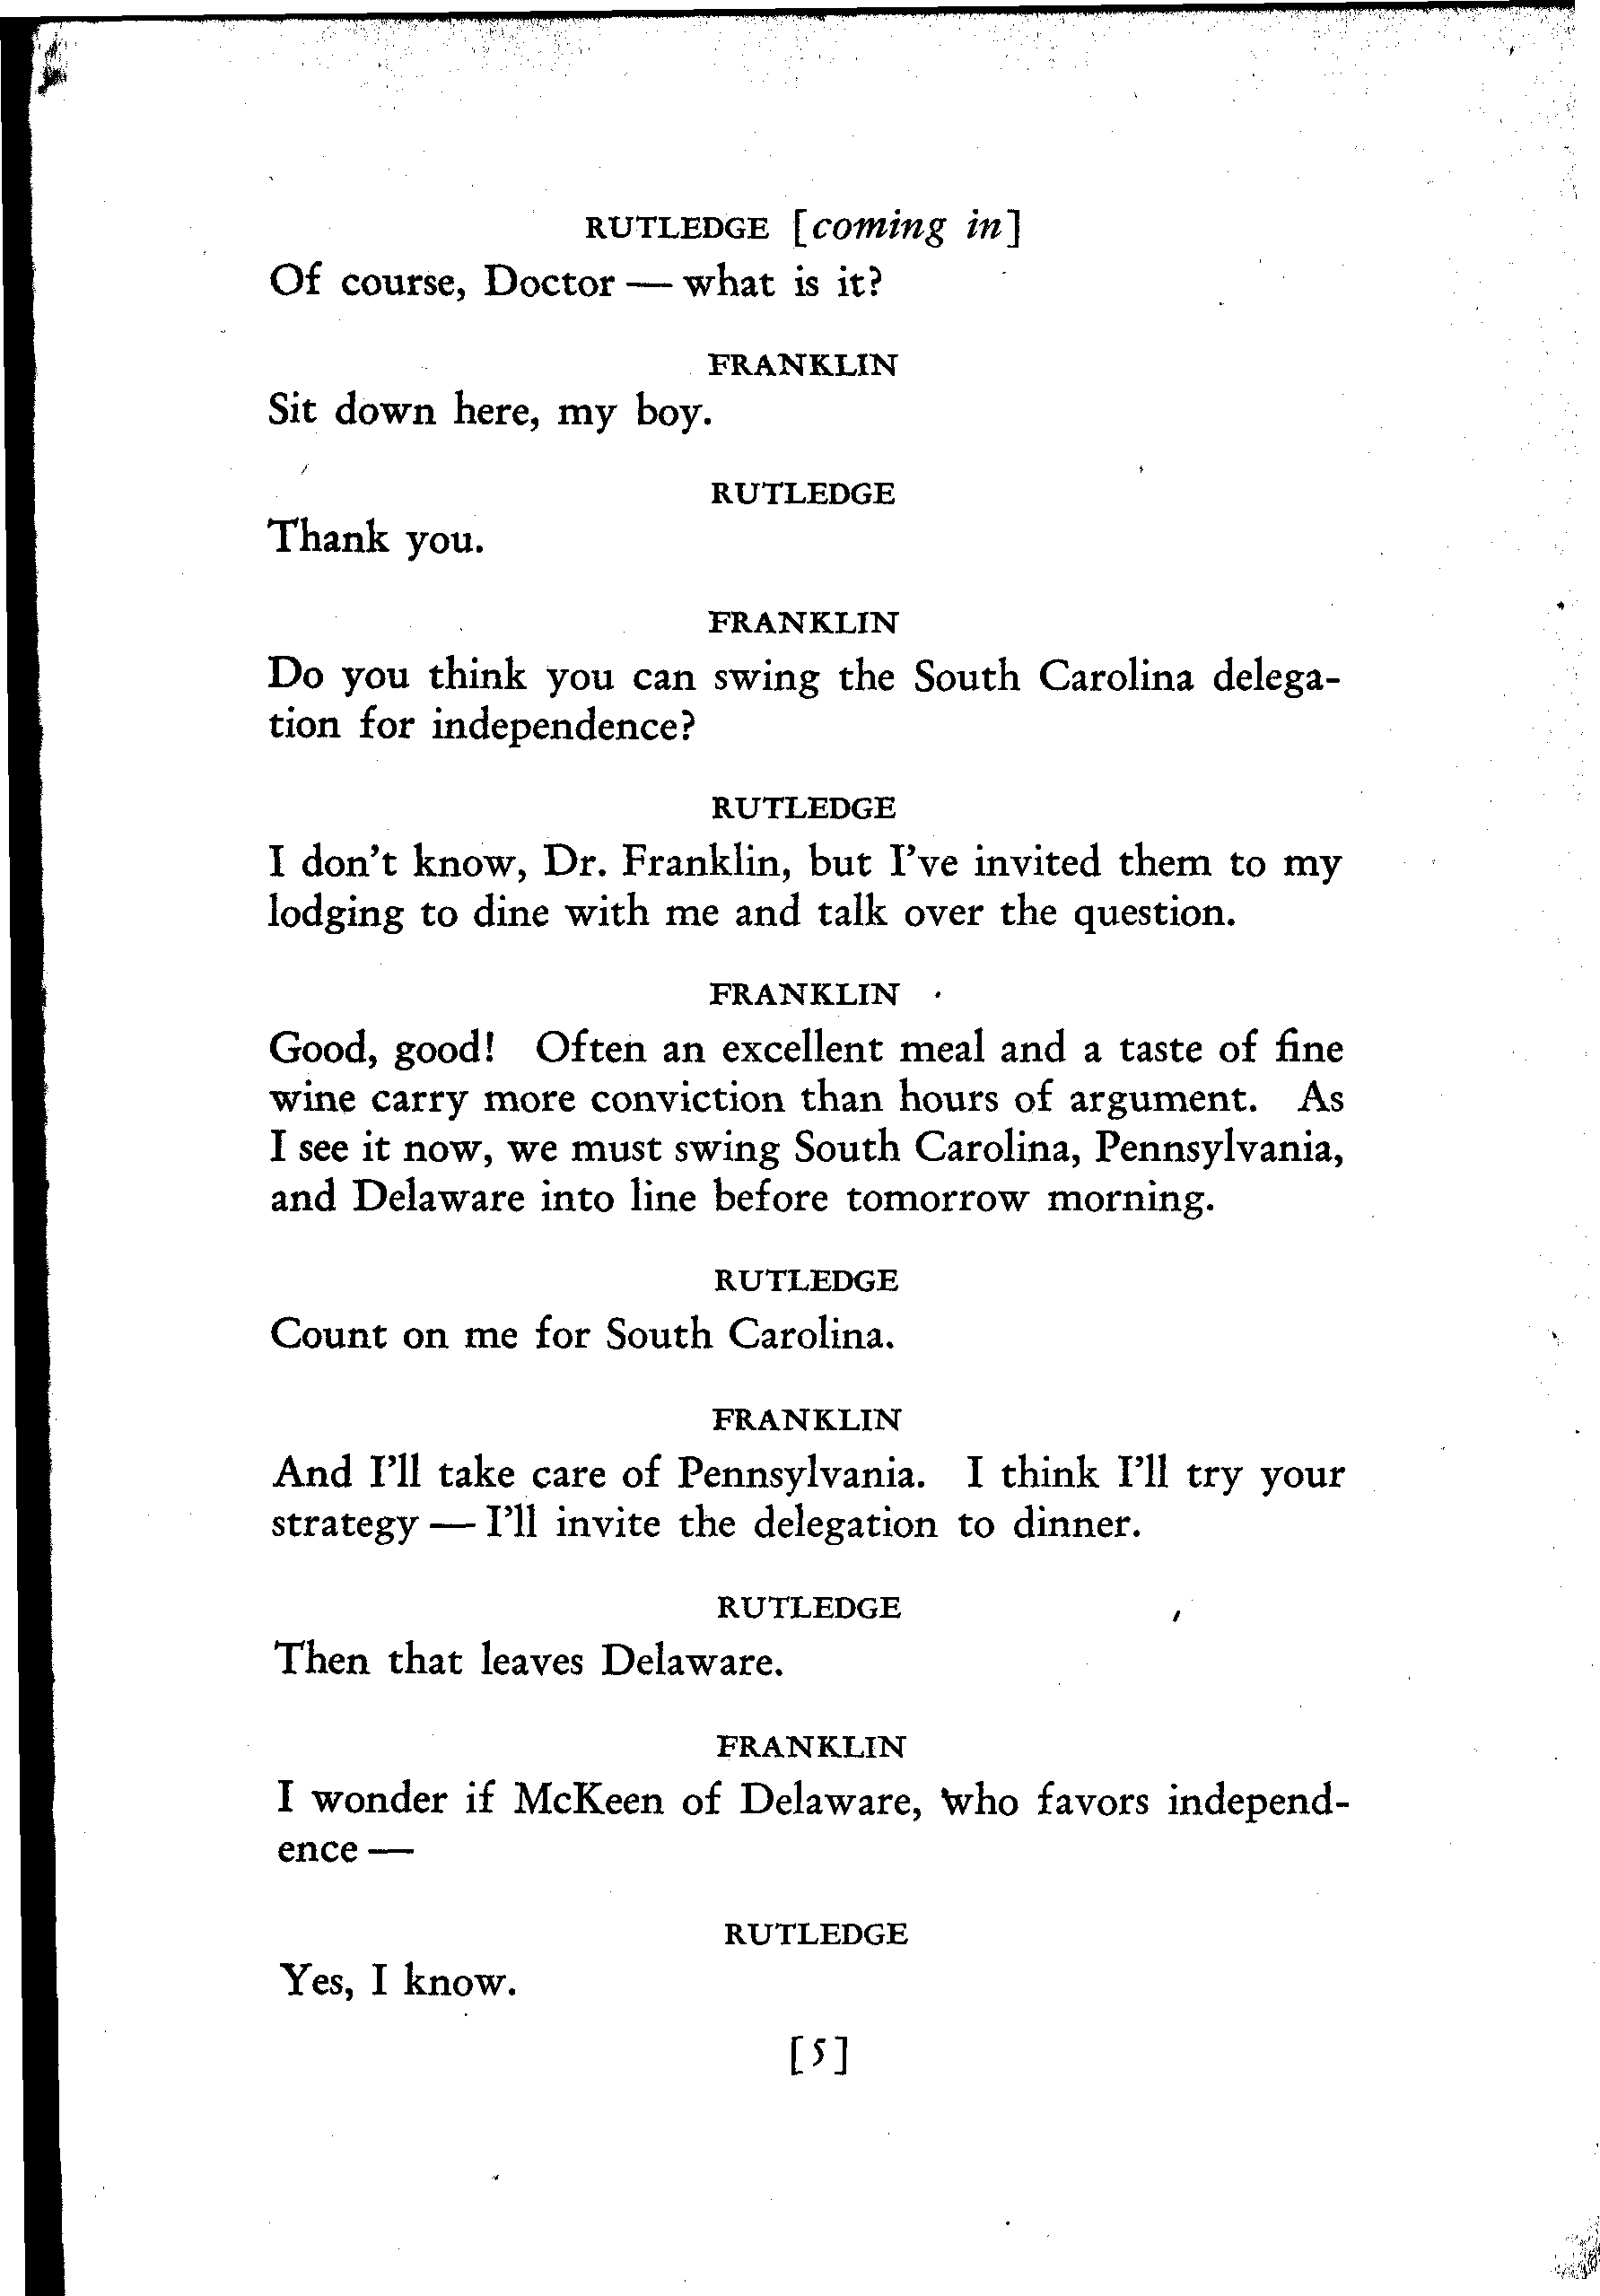 RUTLEDGE [coming in]
Of course, Doctor — what is it?
FRANKLIN
Sit down here, my boy.
RUTLEDGE
Thank you.
FRANKLIN
Do you think you can swing the South Carolina delega-
tion for independence?
RUTLEDGE
I don't know, Dr. Franklin, but I've invited them to my
lodging to dine with me and talk over the question.
FRANKLIN
Good, good! Often an excellent meal and a taste of fine
wine carry more conviction than hours of argument. As
I see it now, we must swing South Carolina, Pennsylvania,
and Delaware into line before tomorrow morning.
RUTLEDGE
Count on me for South Carolina.
FRANKLIN
And I'll take care of Pennsylvania. I think I'll try your
strategy — I'll invite the delegation to dinner.
RUTLEDGE
Then that leaves Delaware.
FRANKLIN
I wonder if McKeen of Delaware, who favors independ-
ence —
RUTLEDGE
Yes, I know.
[5]